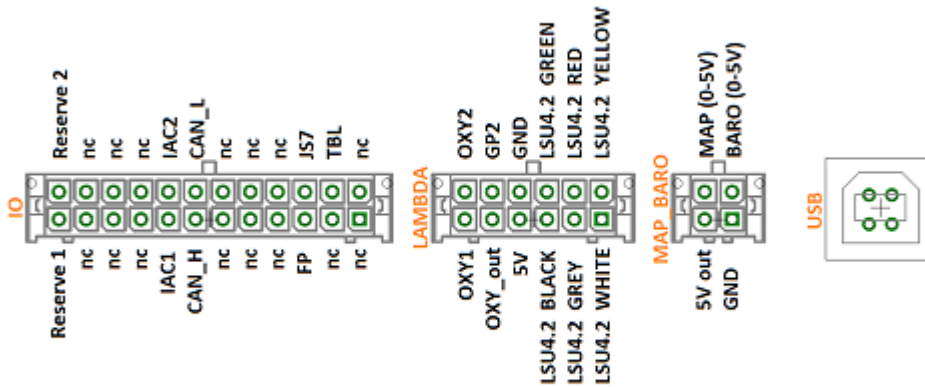 IO
Reserve 2
nc
nc
nc
IAC2
CAN_L
nc
nc
nc
JS7
TBL
nc
Reserve 1
nc
nc
nc
IAC1
CAN_H
nc
nc
nc
FP
nc
nc
LAMBDA
OXY2
GP2
GND
LSU4.2 GREEN
LSU4.2 RED
LSU4.2 YELLOW
OXY1
OXY_out
5V
LSU4.2 BLACK
LSU4.2 GREY
LSU4.2 WHITE
MAP_BARO
MAP (0-5V)
BARO (0-5V)
5V out
GND
USB